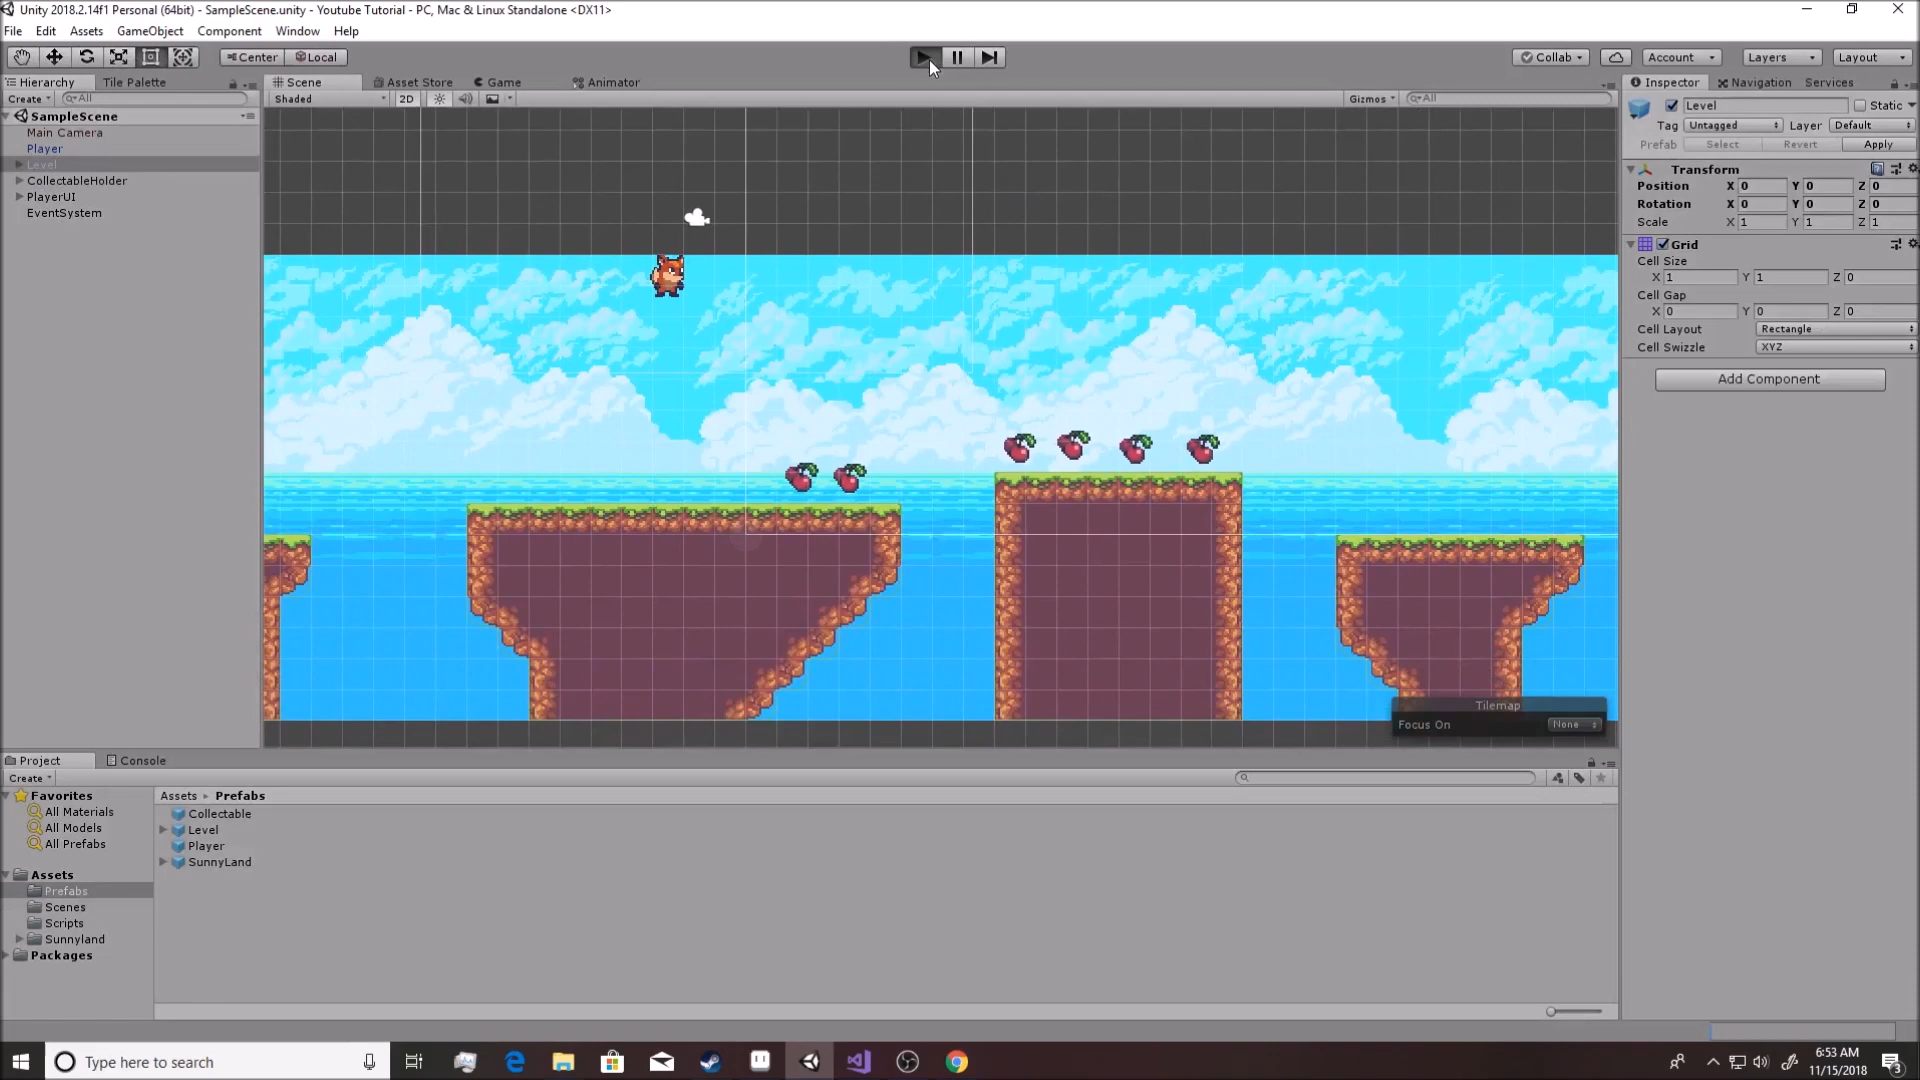 Unity 2018.2.14f1 Personal (64bit) - SampleScene.unity - Youtube Tutorial - PC, Mac & Linux Standalone <DX11>
File Edit Assets GameObject Component Window Help
Center Local
Collab Account Layers Layout
Hierarchy Tile Palette
Scene Asset Store Game Animator
Inspector Navigation Services
Create All
Shaded 2D
Gizmos All
SampleScene
Main Camera
Player
Level
CollectableHolder
PlayerUI
EventSystem
Level Static
Tag Untagged Layer Default
Prefab Select Revert Apply
Transform
Position X 0 Y 0 Z 0
Rotation X 0 Y 0 Z 0
Scale X 1 Y 1 Z 1
Grid
Cell Size
X 1 Y 1 Z 0
Cell Gap
X 0 Y 0 Z 0
Cell Layout Rectangle
Cell Swizzle XYZ
Add Component
Tilemap
Focus On None
Project Console
Create
Favorites
All Materials
All Models
All Prefabs
Assets
Prefabs
Scenes
Scripts
Sunnyland
Packages
Assets Prefabs
Collectable
Level
Player
SunnyLand
Type here to search
6:53 AM
11/15/2018
3